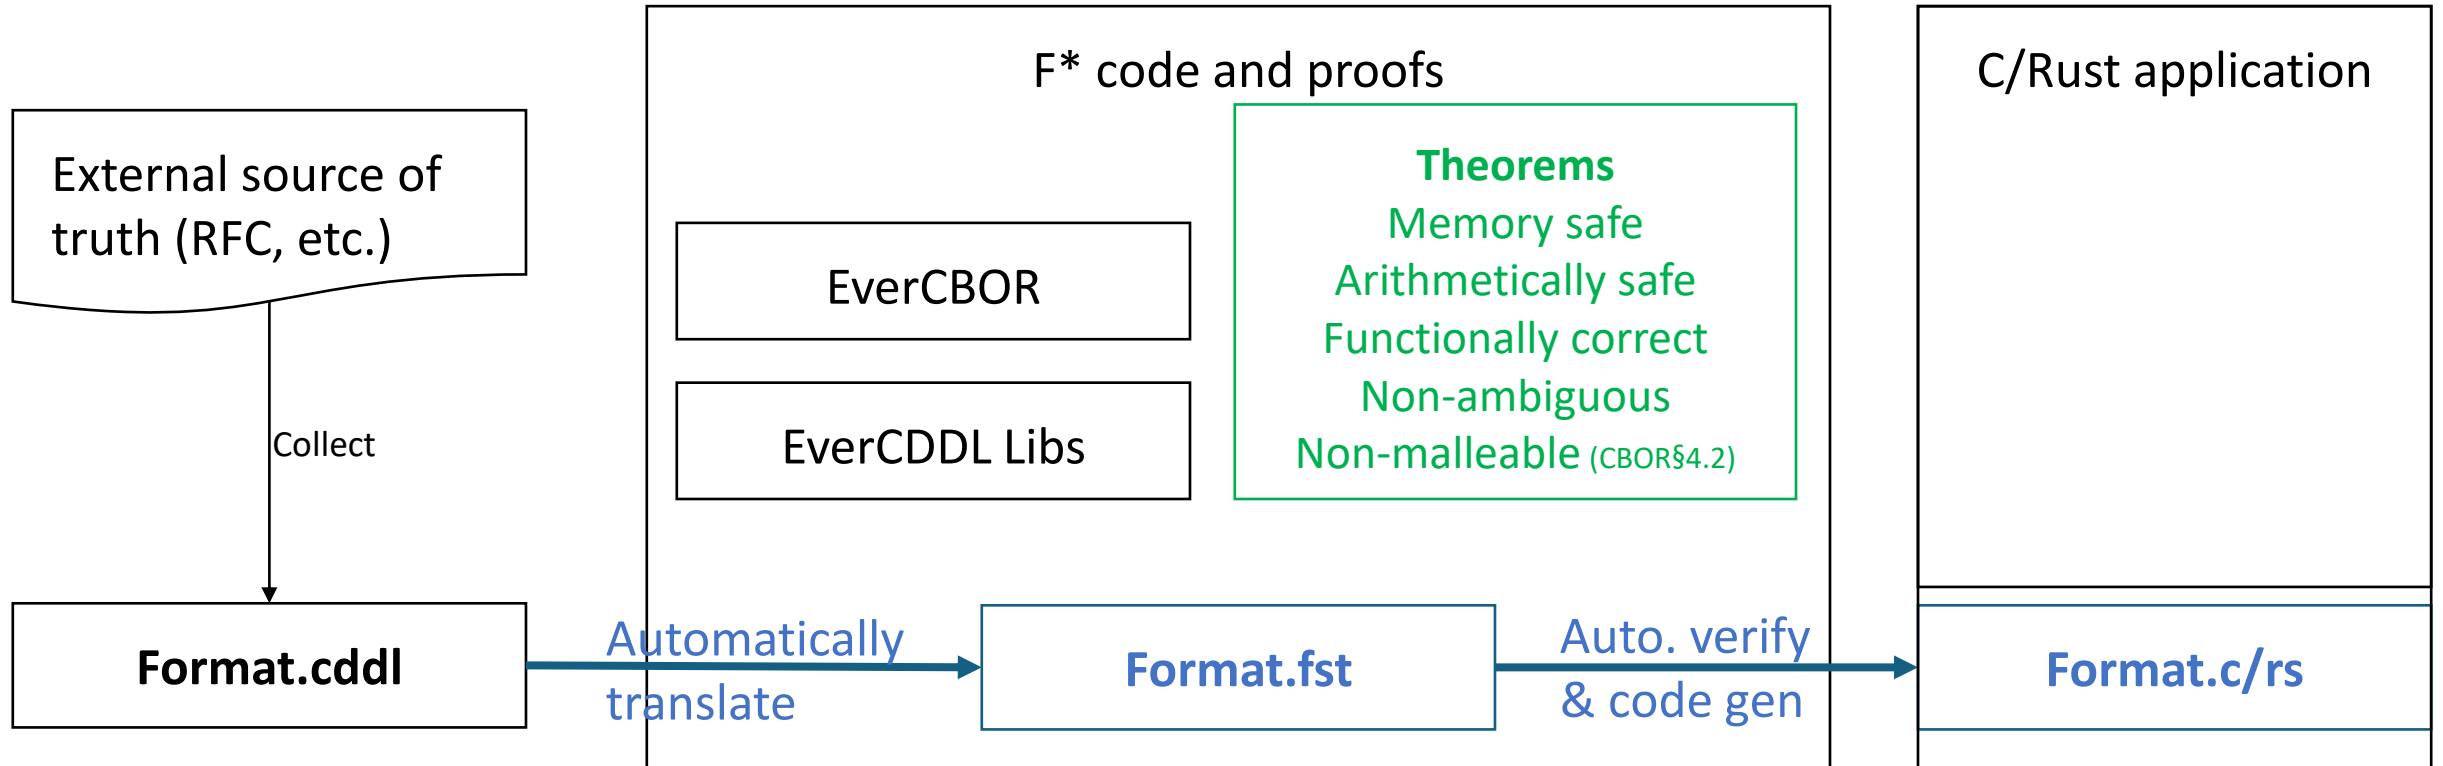 External source of
truth (RFC, etc.)
Collect
Format.cddl
Automatically
translate
F* code and proofs
EverCBOR
EverCDDL Libs
Theorems
Memory safe
Arithmetically safe
Functionally correct
Non-ambiguous
Non-malleable (CBOR§4.2)
Format.fst
Auto. verify
& code gen
C/Rust application
Format.c/rs